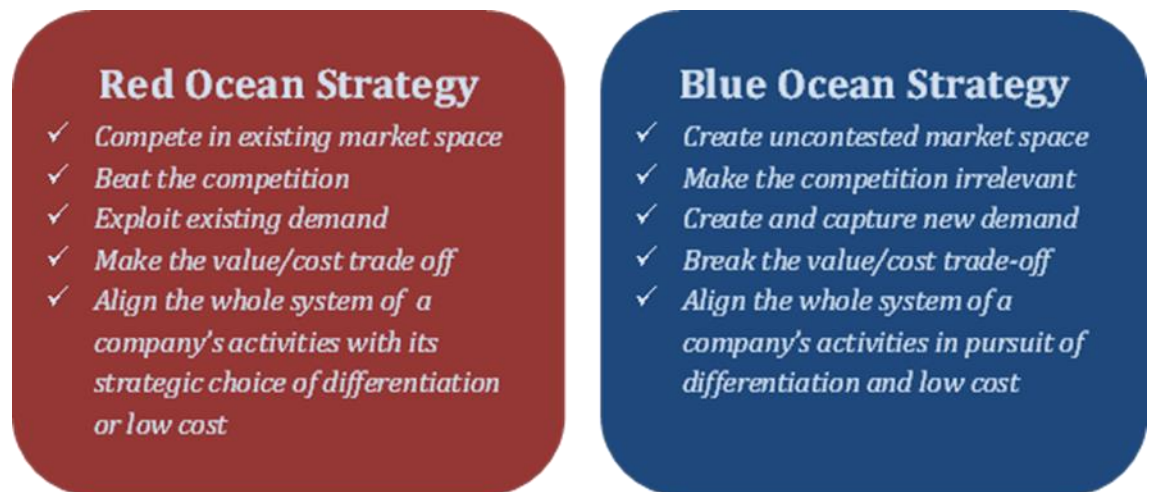 Red Ocean Strategy
✓ Compete in existing market space
✓ Beat the competition
✓ Exploit existing demand
✓ Make the value/cost trade off
✓ Align the whole system of a
company's activities with its
strategic choice of differentiation
or low cost
Blue Ocean Strategy
✓ Create uncontested market space
✓ Make the competition irrelevant
✓ Create and capture new demand
✓ Break the value/cost trade-off
✓ Align the whole system of a
company's activities in pursuit of
differentiation and low cost